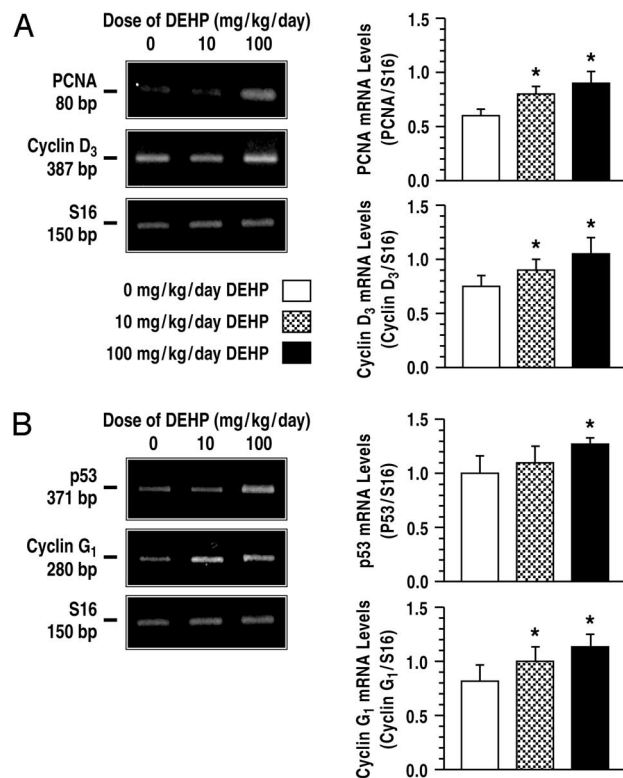 A
Dose of DEHP (mg/kg/day)
0 10 100
PCNA
80 bp
Cyclin D3
387 bp
S16
150 bp
0 mg/kg/day DEHP
10 mg/kg/day DEHP
100 mg/kg/day DEHP
PCNA mRNA Levels
(PCNA/S16)
1.5
1.0
0.5
0.0
*
*
Cyclin D3 mRNA Levels
(Cyclin D3/S16)
1.5
1.0
0.5
0.0
*
*
B
Dose of DEHP (mg/kg/day)
0 10 100
p53
371 bp
Cyclin G1
280 bp
S16
150 bp
p53 mRNA Levels
(P53/S16)
1.5
1.0
0.5
0.0
*
Cyclin G1 mRNA Levels
(Cyclin G1/S16)
1.5
1.0
0.5
0.0
*
*